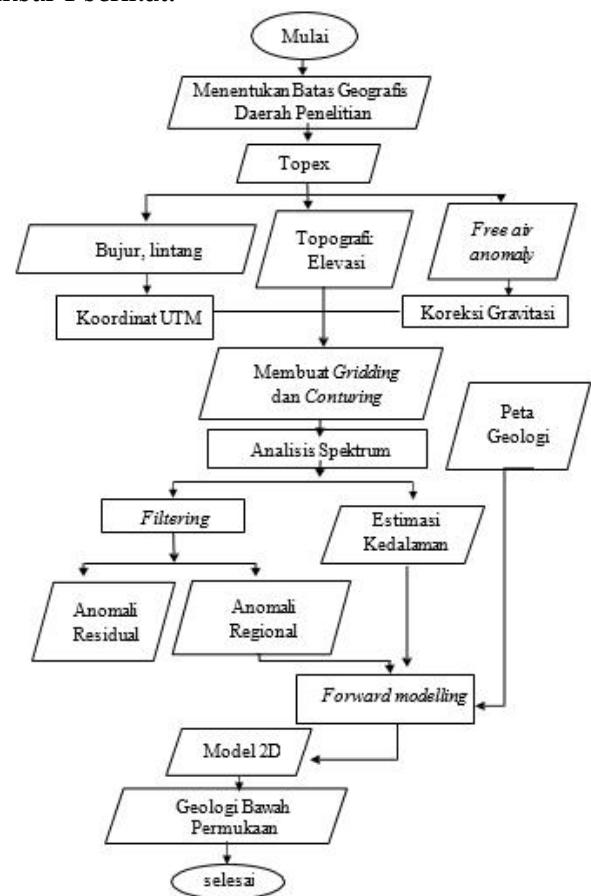 Mulai
Menentukan Batas Geografis
Daerah Penelitian
Topex
Bujur, lintang
Topografi:
Elevasi
Free air
anomaly
Koordinat UTM
Koreksi Gravitasi
Membuat Gridding
dan Conturing
Peta
Geologi
Analisis Spektrum
Filtering
Estimasi
Kedalaman
Anomali
Residual
Anomali
Regional
Forward modelling
Model 2D
Geologi Bawah
Permukaan
selesai